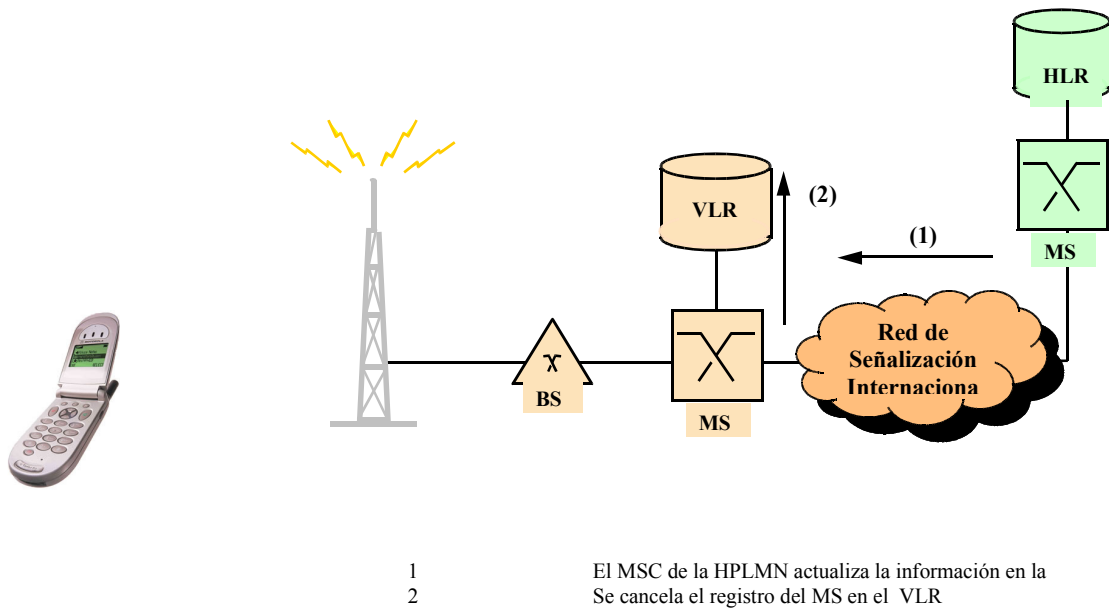 HLR
VLR
(2)
(1)
MS
Red de
Señalización
Internaciona
BS
MS
1 El MSC de la HPLMN actualiza la información en la
2 Se cancela el registro del MS en el VLR